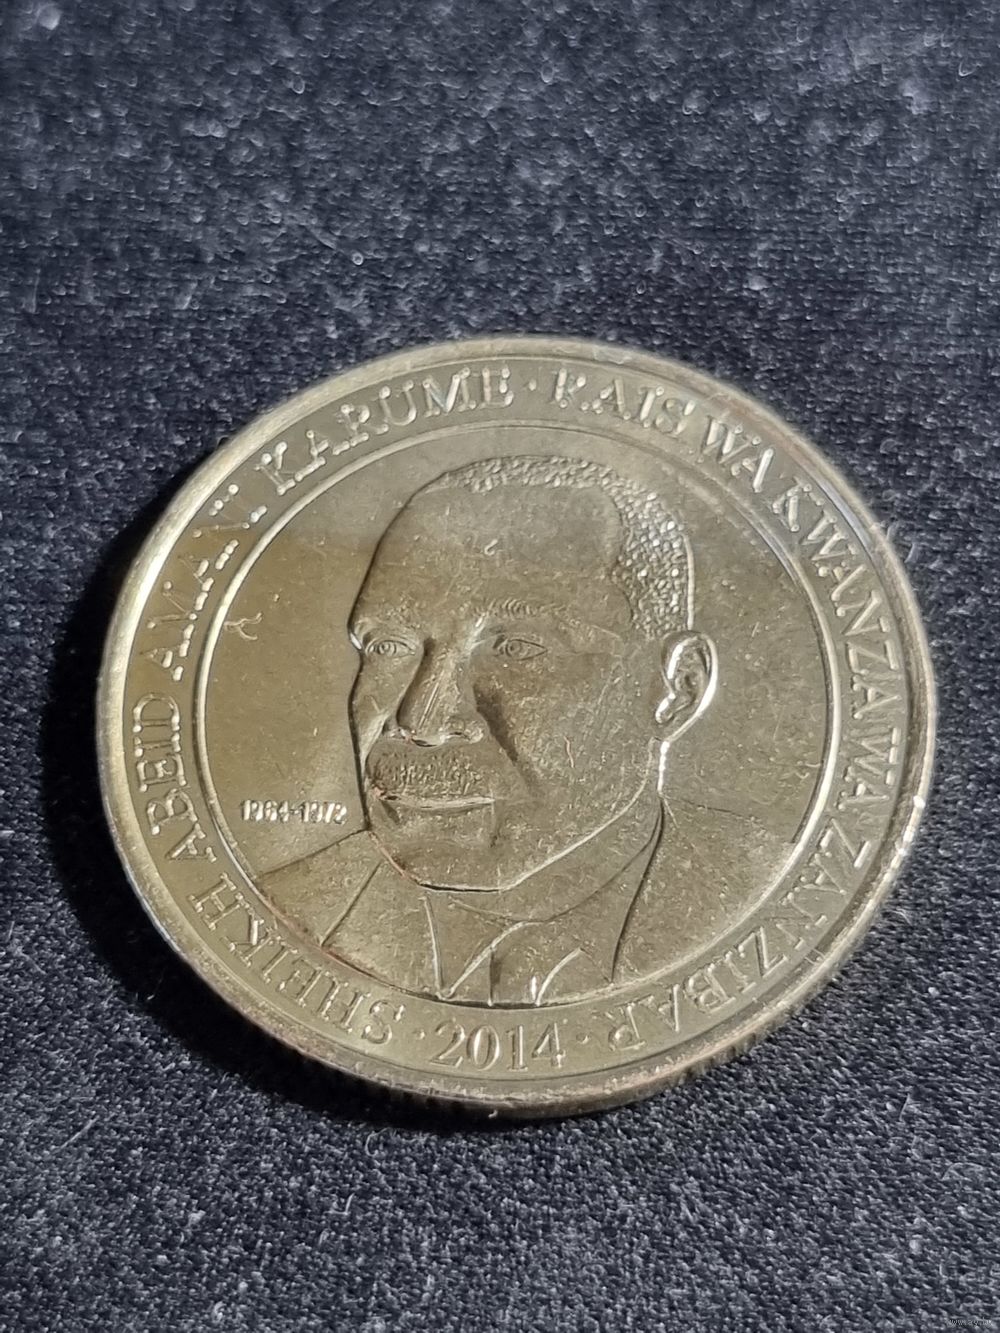 SHEIKH ABEID AMANI KARUME · RAIS WA KWANZA WA ZANZIBAR
1964-1972
· 2014 ·